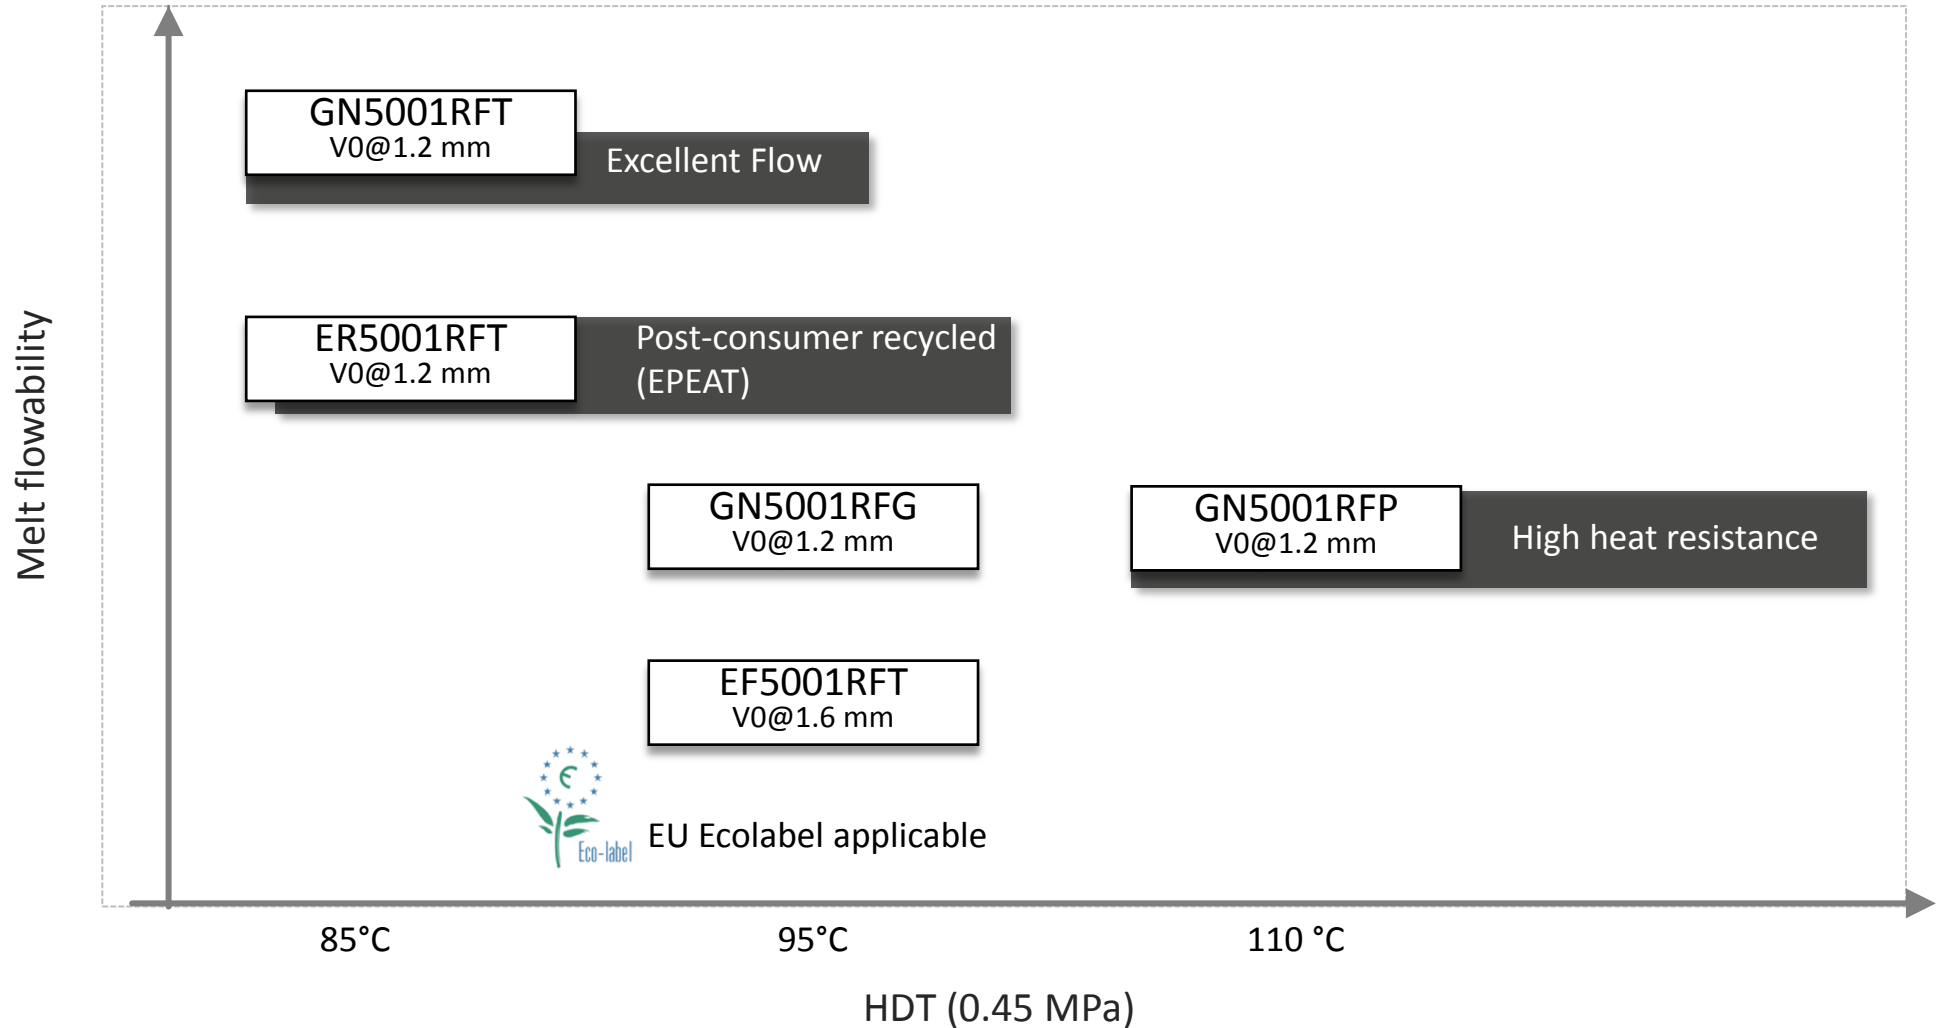 GN5001RFT
V0@1.2 mm
Excellent Flow
ER5001RFT
V0@1.2 mm
Post-consumer recycled
(EPEAT)
Melt flowability
GN5001RFG
V0@1.2 mm
GN5001RFP
V0@1.2 mm
High heat resistance
EF5001RFT
V0@1.6 mm
Eco-label
EU Ecolabel applicable
85°C
95°C
110 °C
HDT (0.45 MPa)